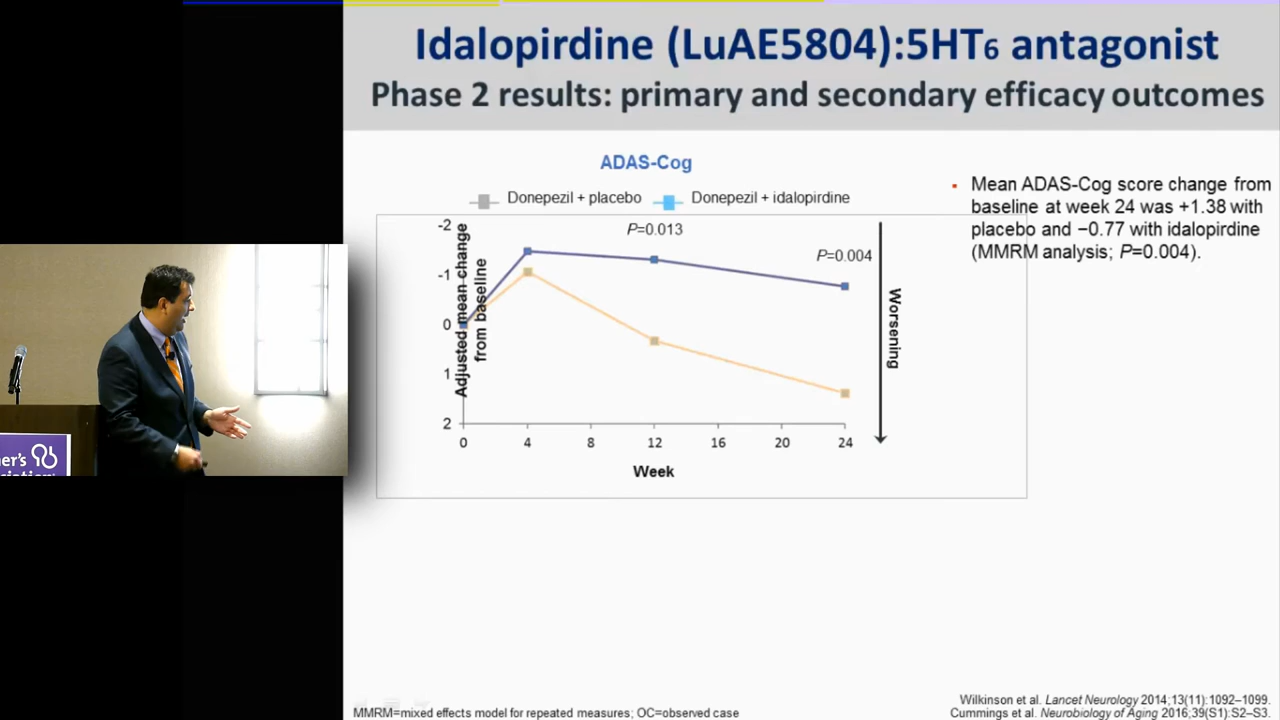 Idalopirdine (LuAE5804):5HT₆ antagonist
Phase 2 results: primary and secondary efficacy outcomes
ADAS-Cog
Donepezil + placebo
Donepezil + idalopirdine
Mean ADAS-Cog score change from
baseline at week 24 was +1.38 with
placebo and −0.77 with idalopirdine
(MMRM analysis; P=0.004).
-2
-1
0
1
2
Adjusted mean change
from baseline
P=0.013
P=0.004
Worsening
0
4
8
12
16
20
24
Week
ner's
MMRM=mixed effects model for repeated measures; OC=observed case
Wilkinson et al. Lancet Neurology 2014;13(11):1092–1099.
Cummings et al. Neurobiology of Aging 2016;39(S1):S2–S3.